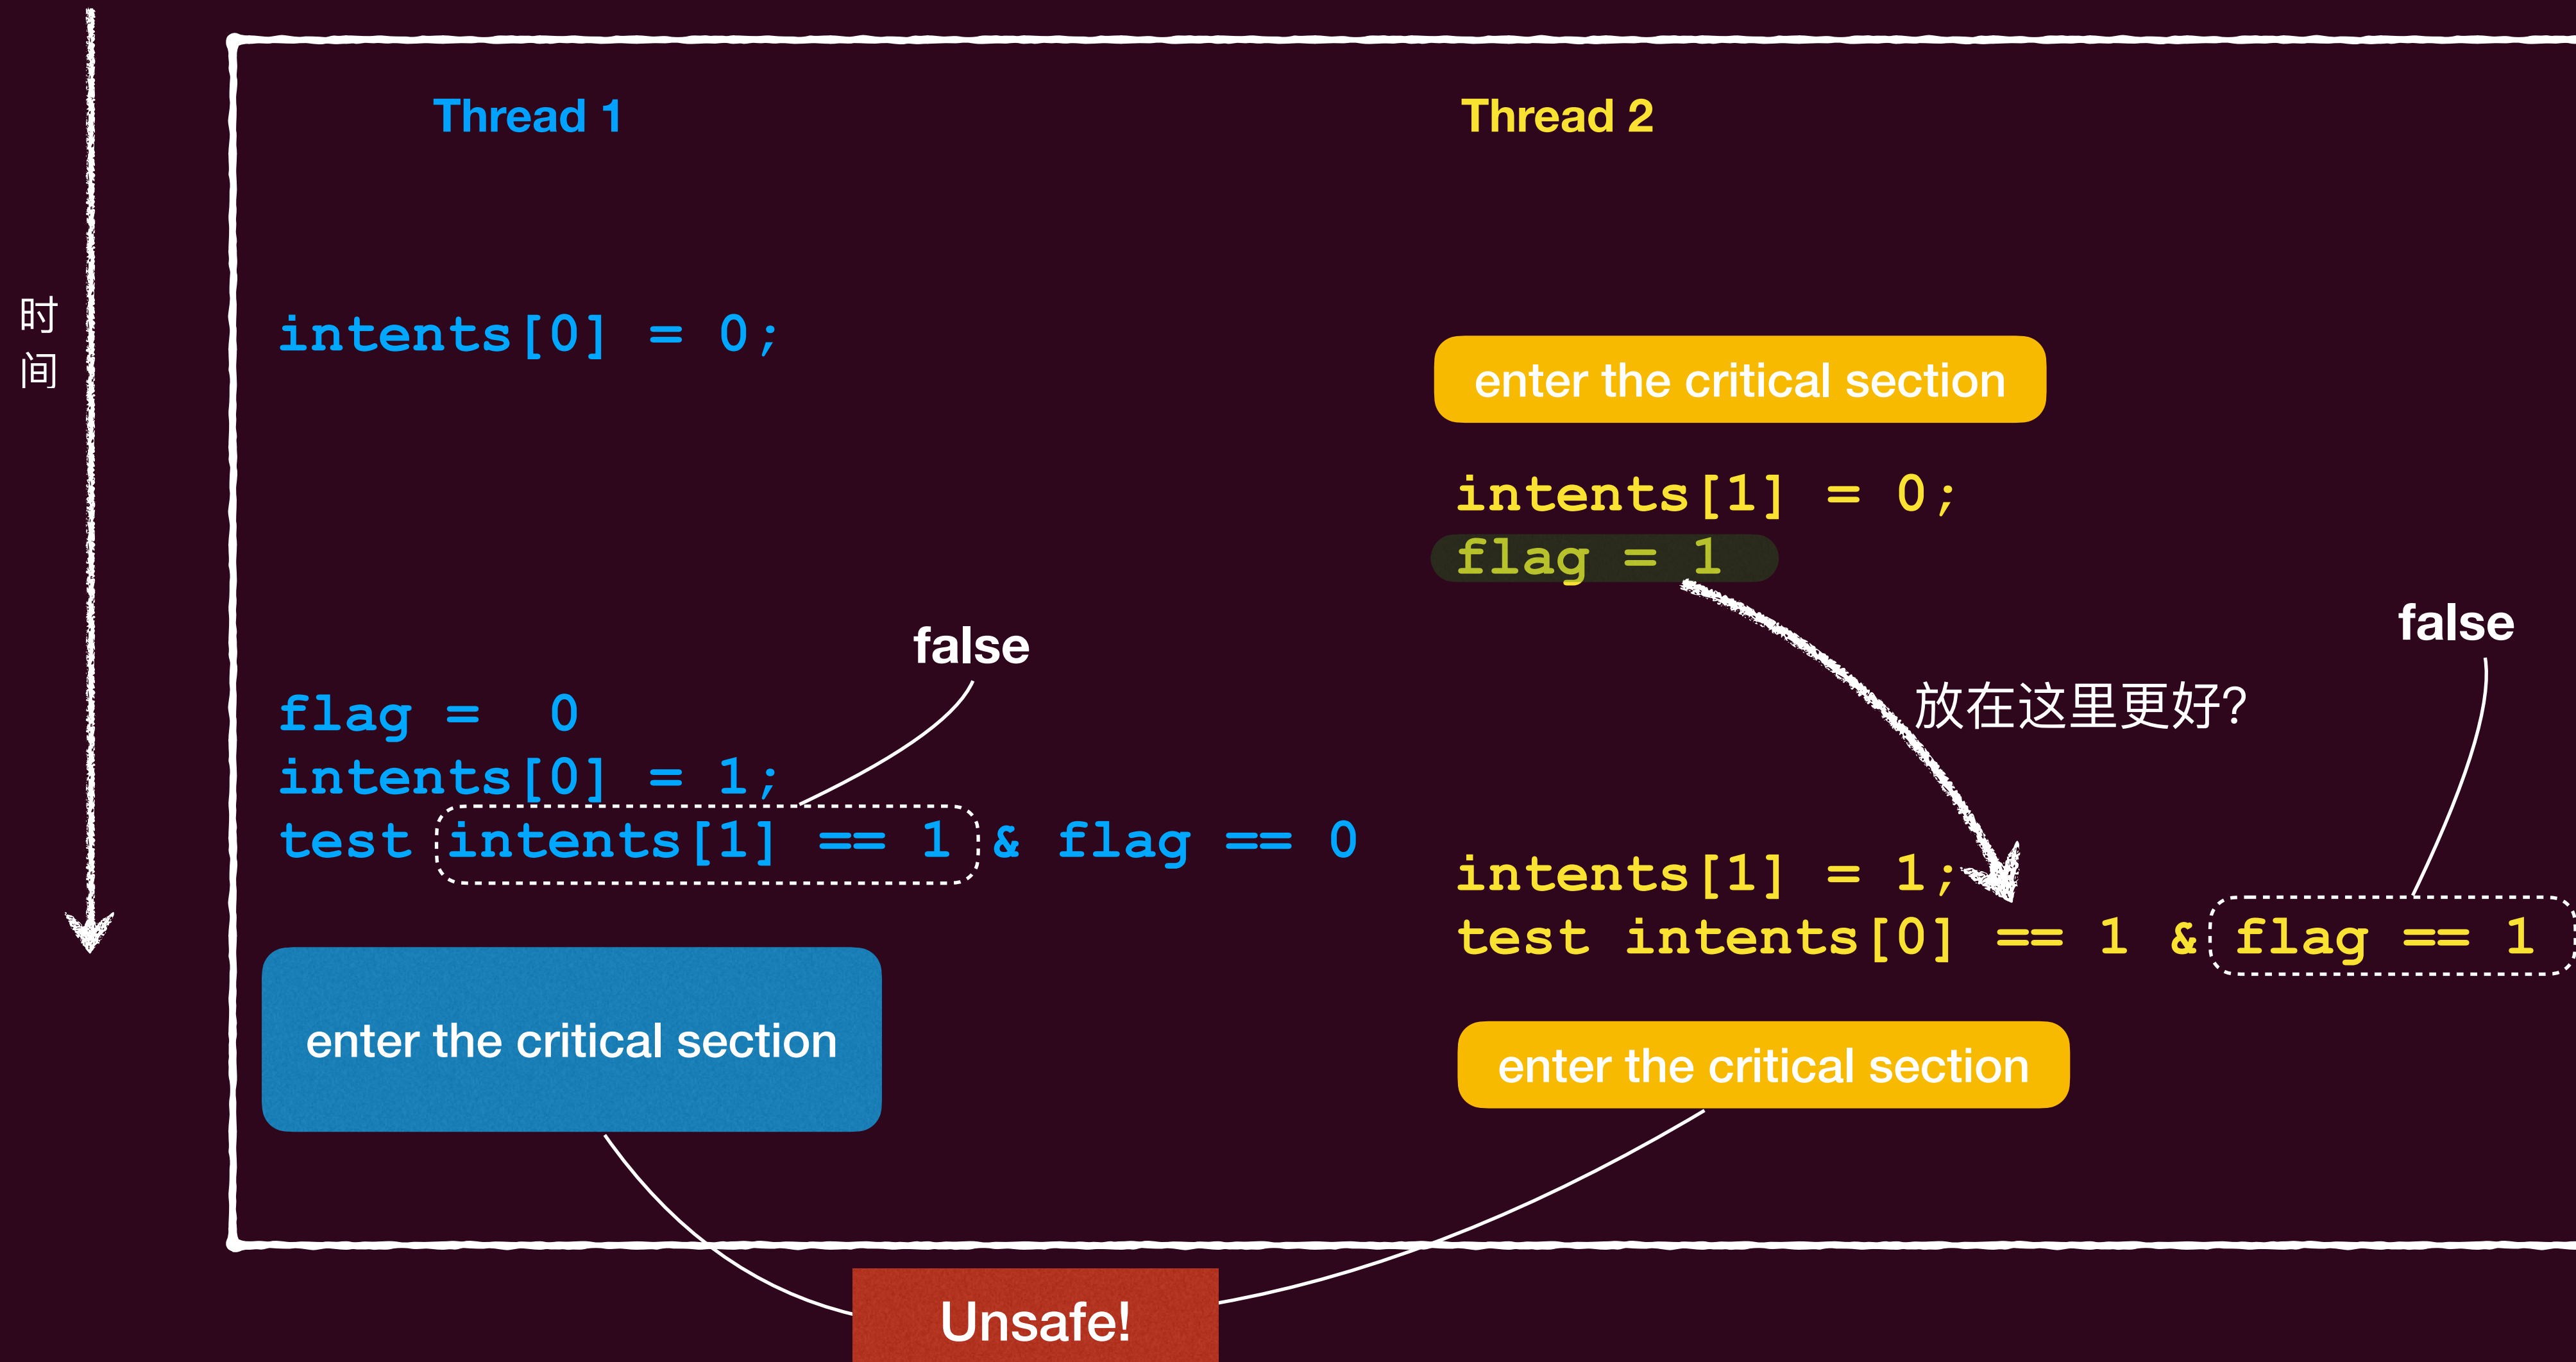 时
间
Thread 1
Thread 2
intents[0] = 0;
enter the critical section
intents[1] = 0;
flag = 1
false
false
放在这里更好?
flag =  0
intents[0] = 1;
test intents[1] == 1 & flag == 0
intents[1] = 1;
test intents[0] == 1 & flag == 1
enter the critical section
enter the critical section
Unsafe!